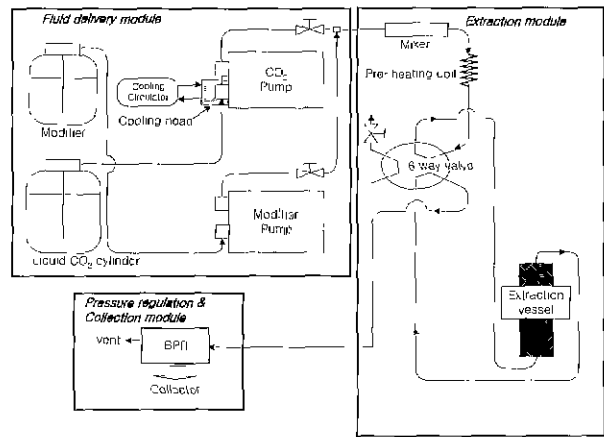 Fluid delivery module
Extraction module
CO2
Pump
Mixer
Pre-heating coil
Cooling
Circulator
Cooling head
Modifier
6 way valve
Modifier
Pump
Liquid CO2 cylinder
Extraction
vessel
Pressure regulation &
Collection module
vent
BPR
Collector